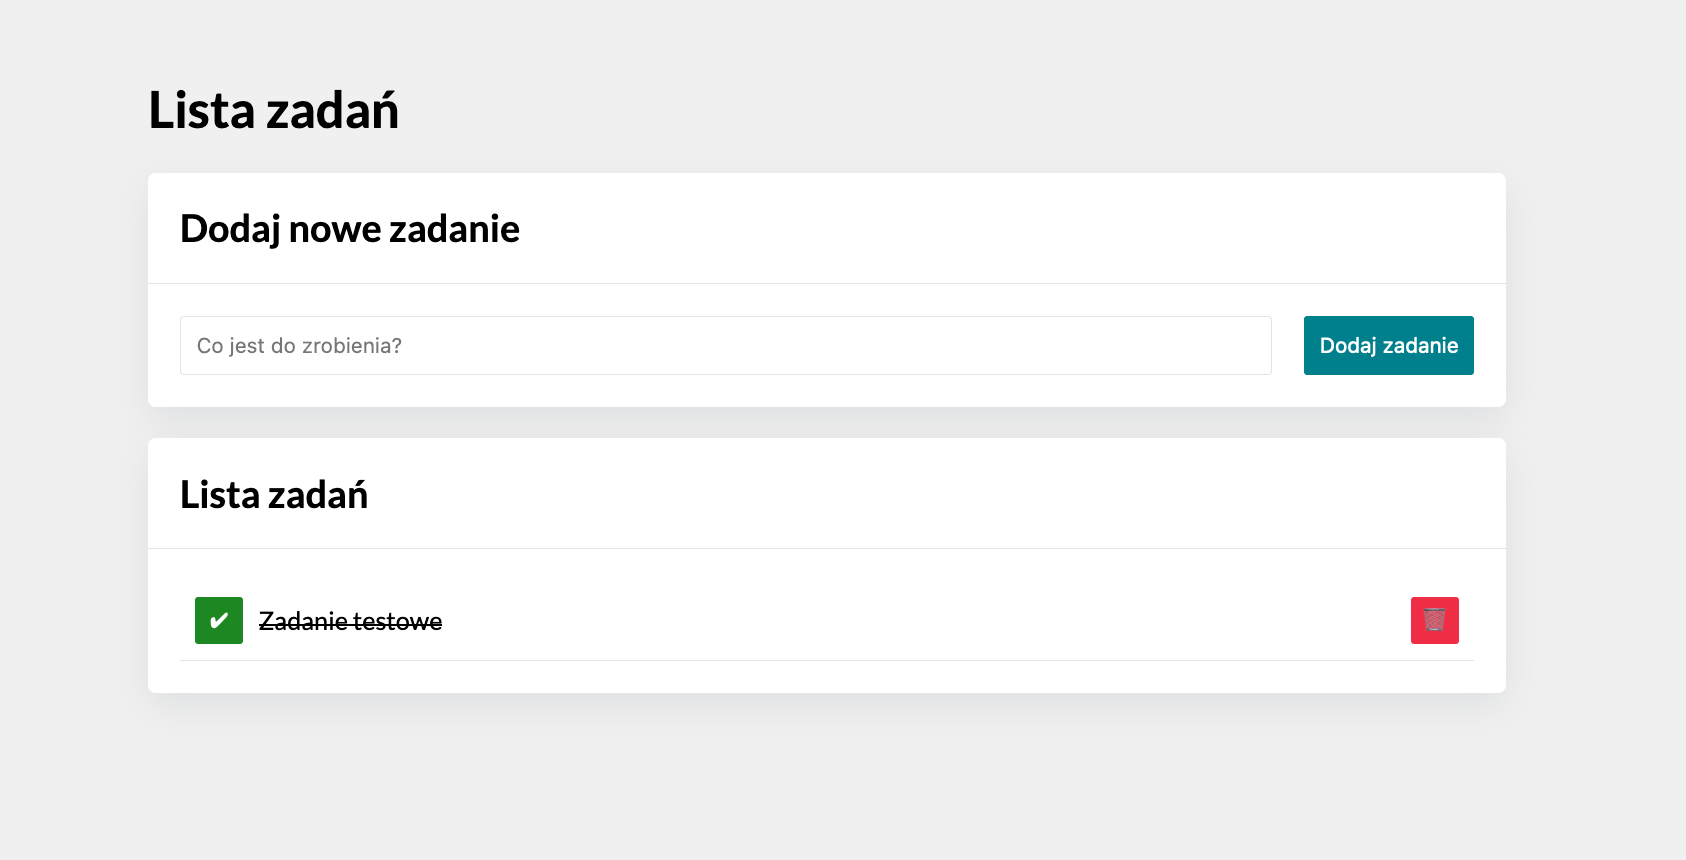 Lista zadań
Dodaj nowe zadanie
Co jest do zrobienia?
Dodaj zadanie
Lista zadań
✔ Zadanie testowe